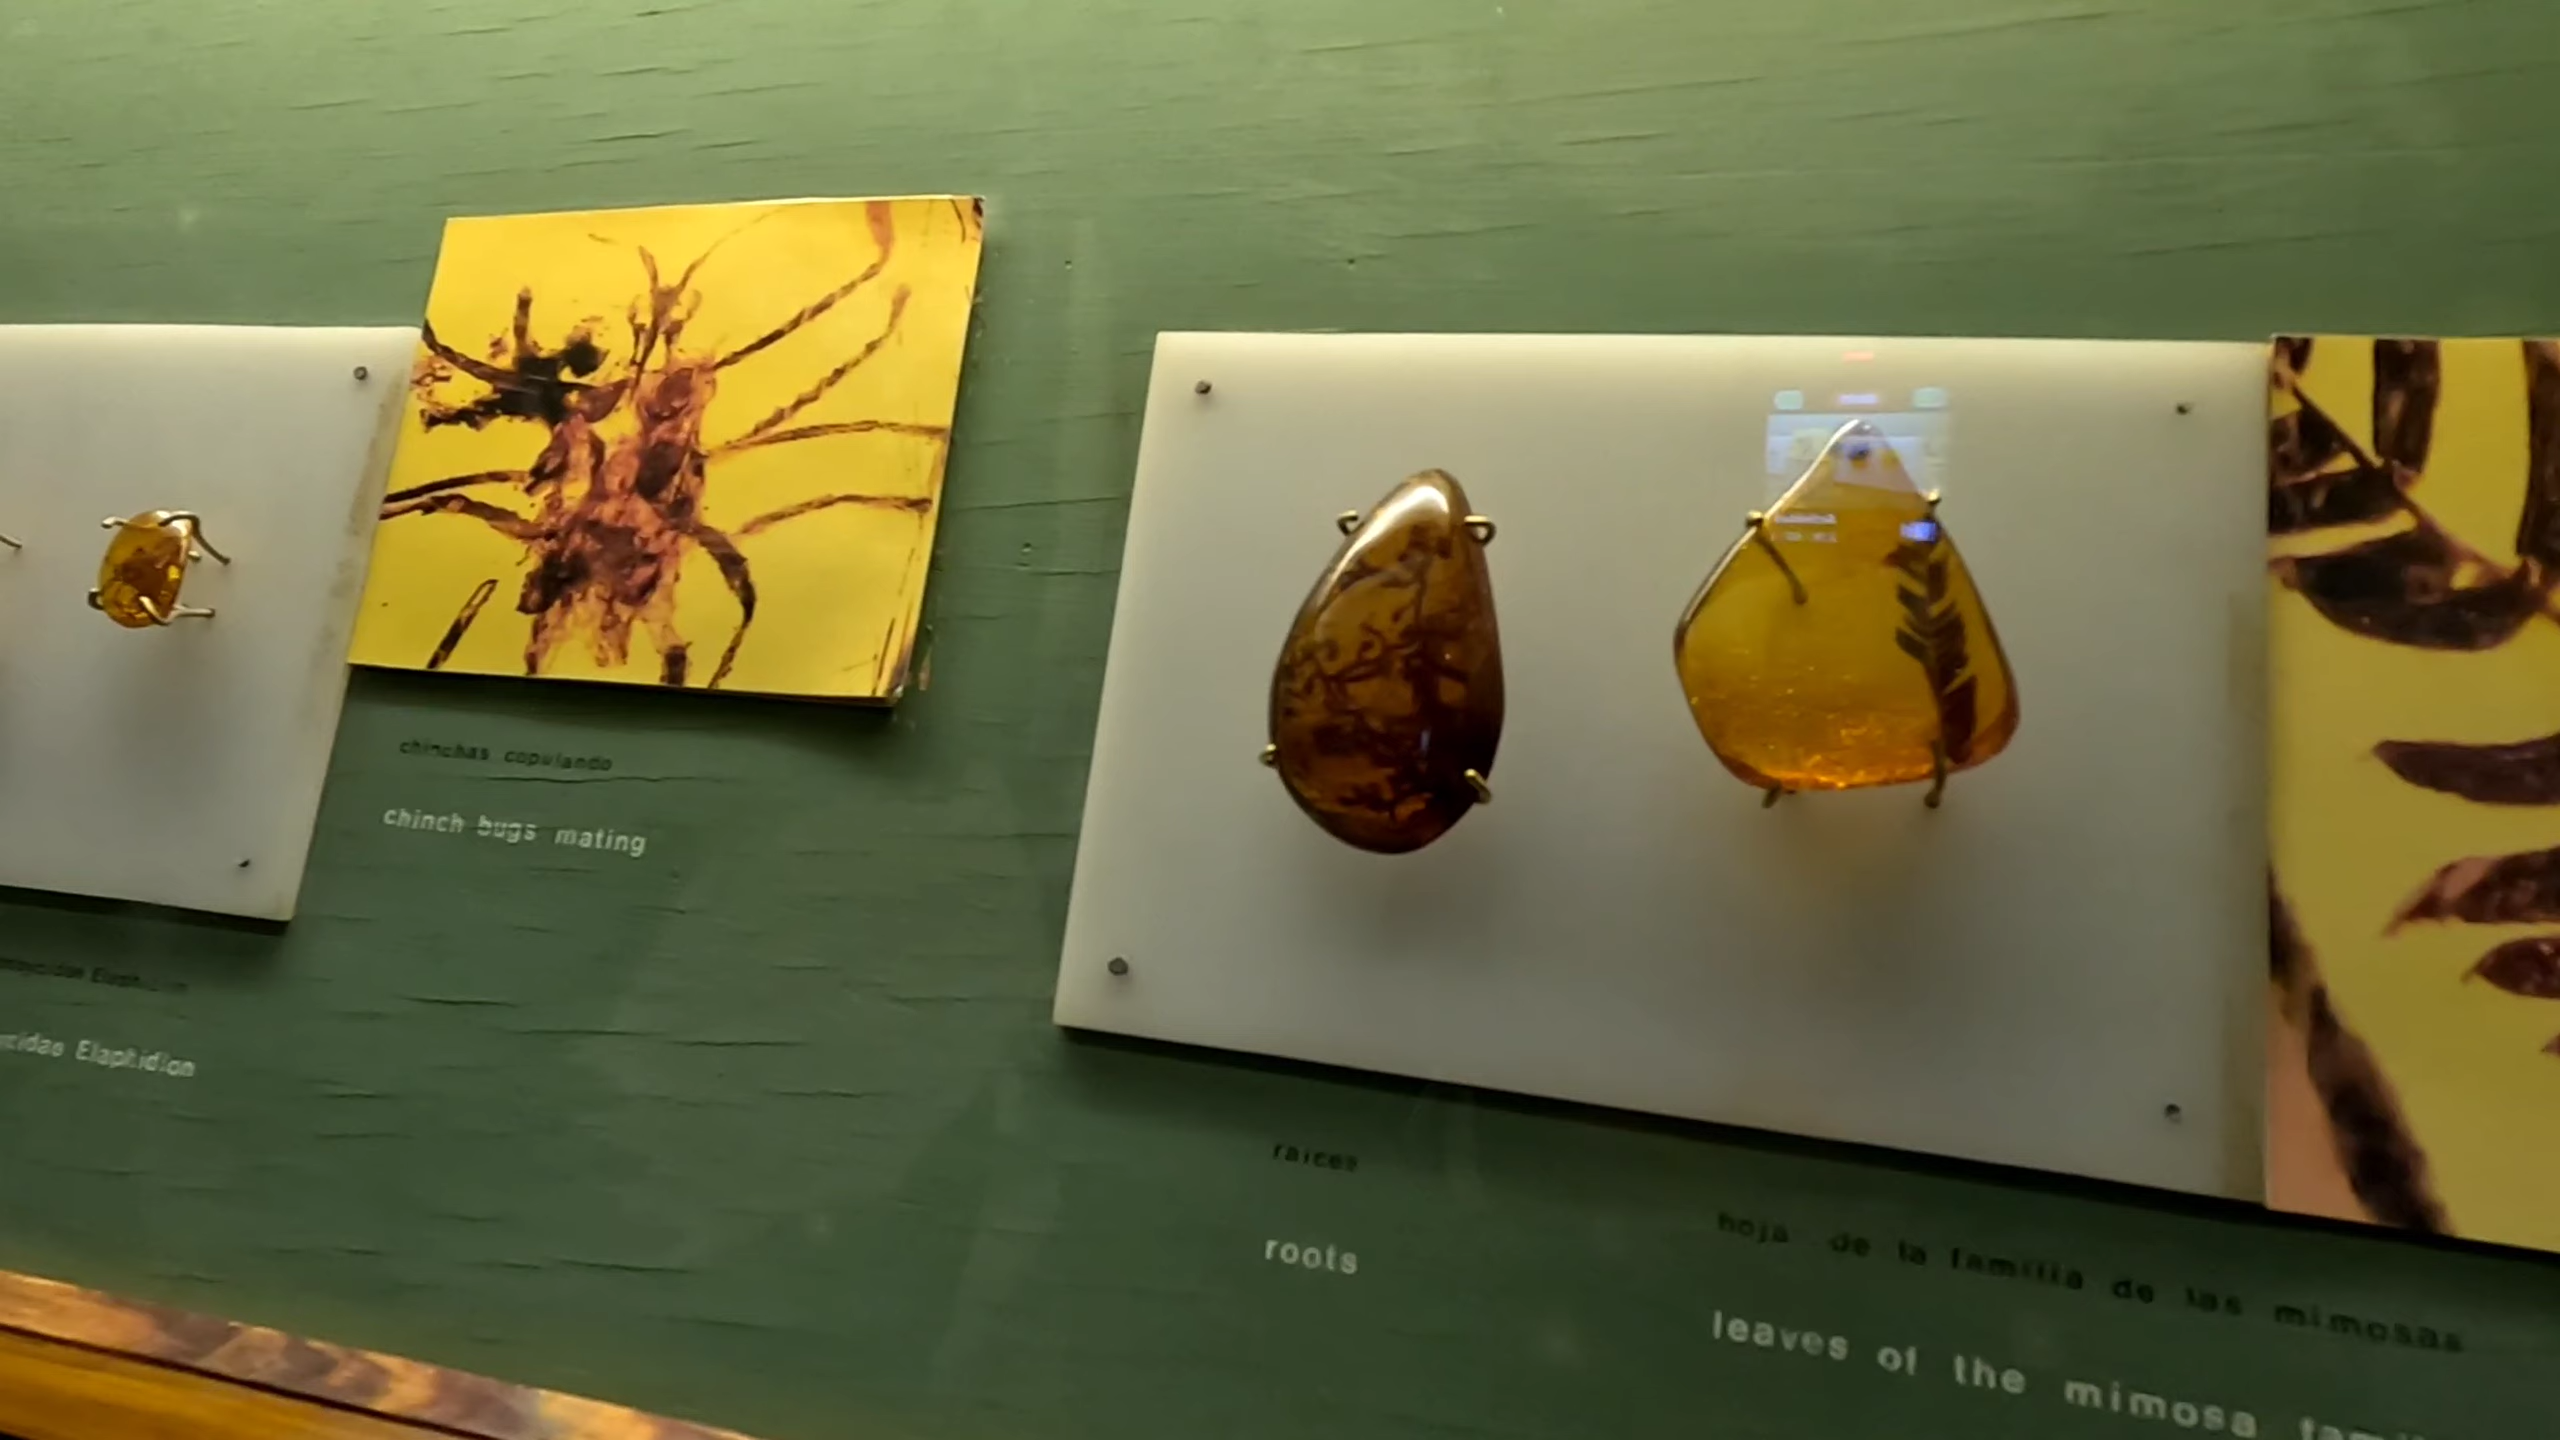 chinchas copulando
chinch bugs mating
Elaphidion
raices
roots
hoja de la familia de las mimosas
leaves of the mimosa